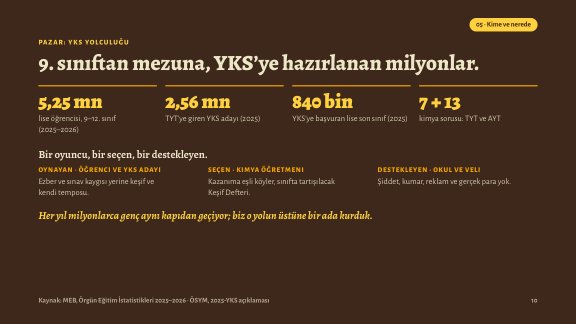 05 · Kime ve nerede
PAZAR: YKS YOLCULUĞU
9. sınıftan mezuna, YKS’ye hazırlanan milyonlar.
5,25 mn
lise öğrencisi, 9–12. sınıf
(2025–2026)
2,56 mn
TYT’ye giren YKS adayı (2025)
840 bin
YKS’ye başvuran lise son sınıf (2025)
7 + 13
kimya sorusu: TYT ve AYT
Bir oyuncu, bir seçen, bir destekleyen.
OYNAYAN · ÖĞRENCİ VE YKS ADAYI
Ezber ve sınav kaygısı yerine keşif ve
kendi temposu.
SEÇEN · KİMYA ÖĞRETMENİ
Kazanıma eşli köyler, sınıfta tartışılacak
Keşif Defteri.
DESTEKLEYEN · OKUL VE VELİ
Şiddet, kumar, reklam ve gerçek para yok.
Her yıl milyonlarca genç aynı kapıdan geçiyor; biz o yolun üstüne bir ada kurduk.
Kaynak: MEB, Örgün Eğitim İstatistikleri 2025–2026 · ÖSYM, 2025-YKS açıklaması
10